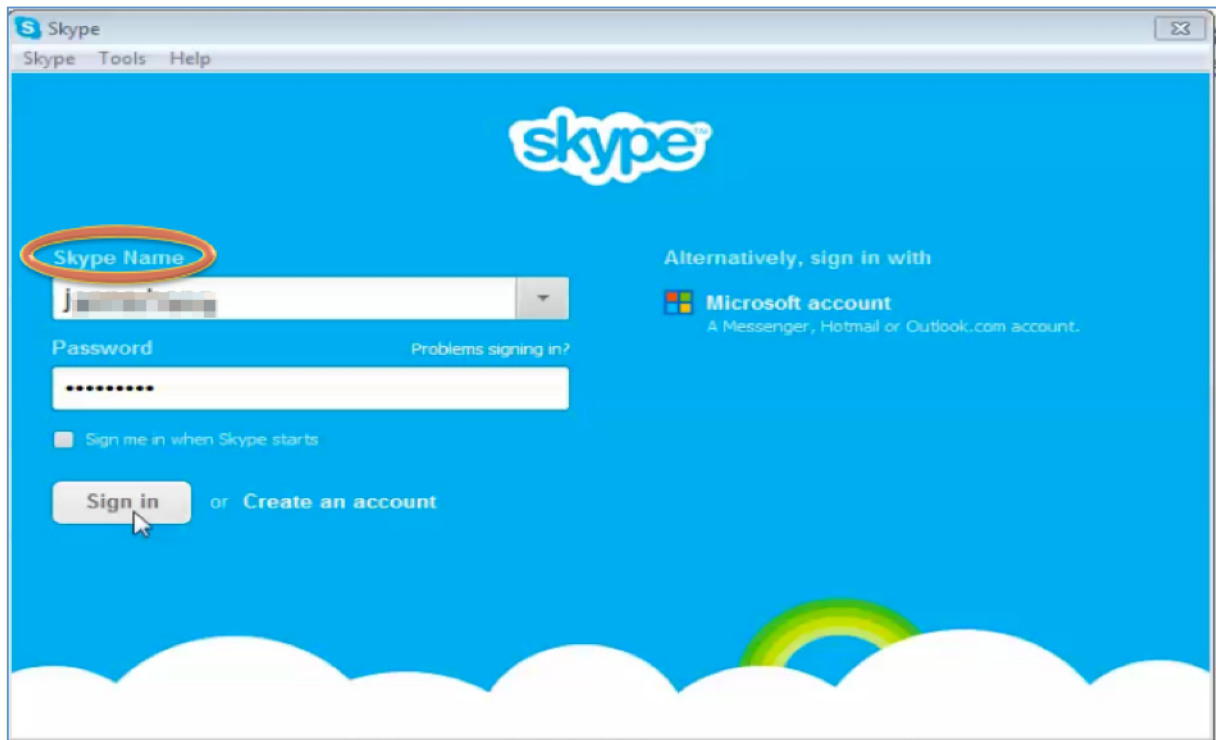 Skype
Skype Tools Help
skype™
Skype Name
Password
Problems signing in?
Sign me in when Skype starts
Sign in or Create an account
Alternatively, sign in with
Microsoft account
A Messenger, Hotmail or Outlook.com account.